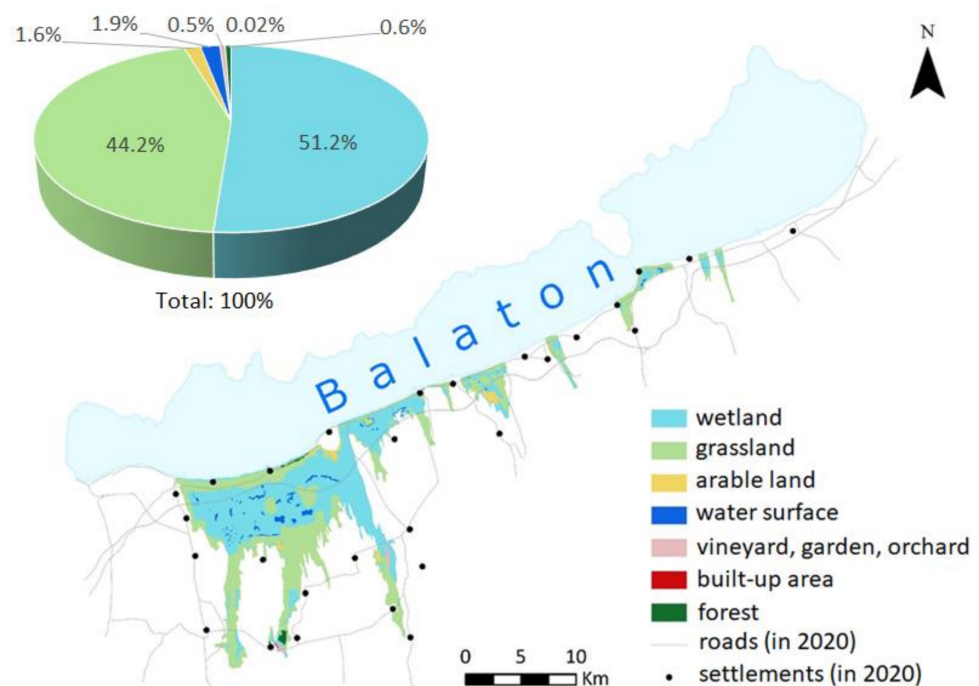 1.6%
1.9%
0.5%
0.02%
0.6%
44.2%
51.2%
Total: 100%
N
Balaton
wetland
grassland
arable land
water surface
vineyard, garden, orchard
built-up area
forest
roads (in 2020)
settlements (in 2020)
0 5 10
Km